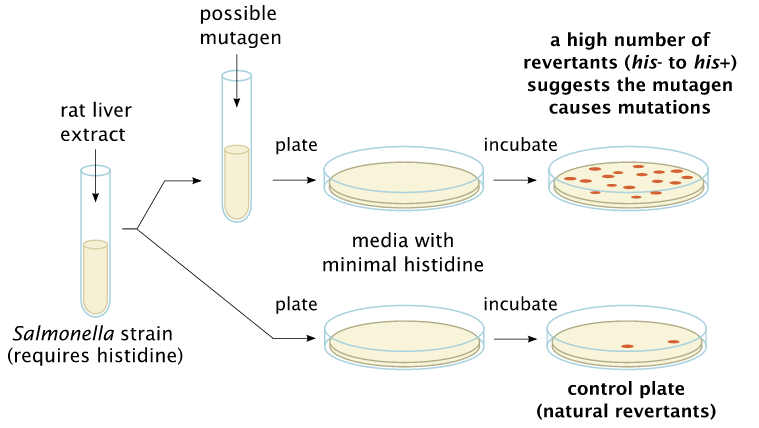 possible
mutagen
a high number of
revertants (his- to his+)
suggests the mutagen
causes mutations
rat liver
extract
plate
incubate
media with
minimal histidine
plate
incubate
Salmonella strain
(requires histidine)
control plate
(natural revertants)